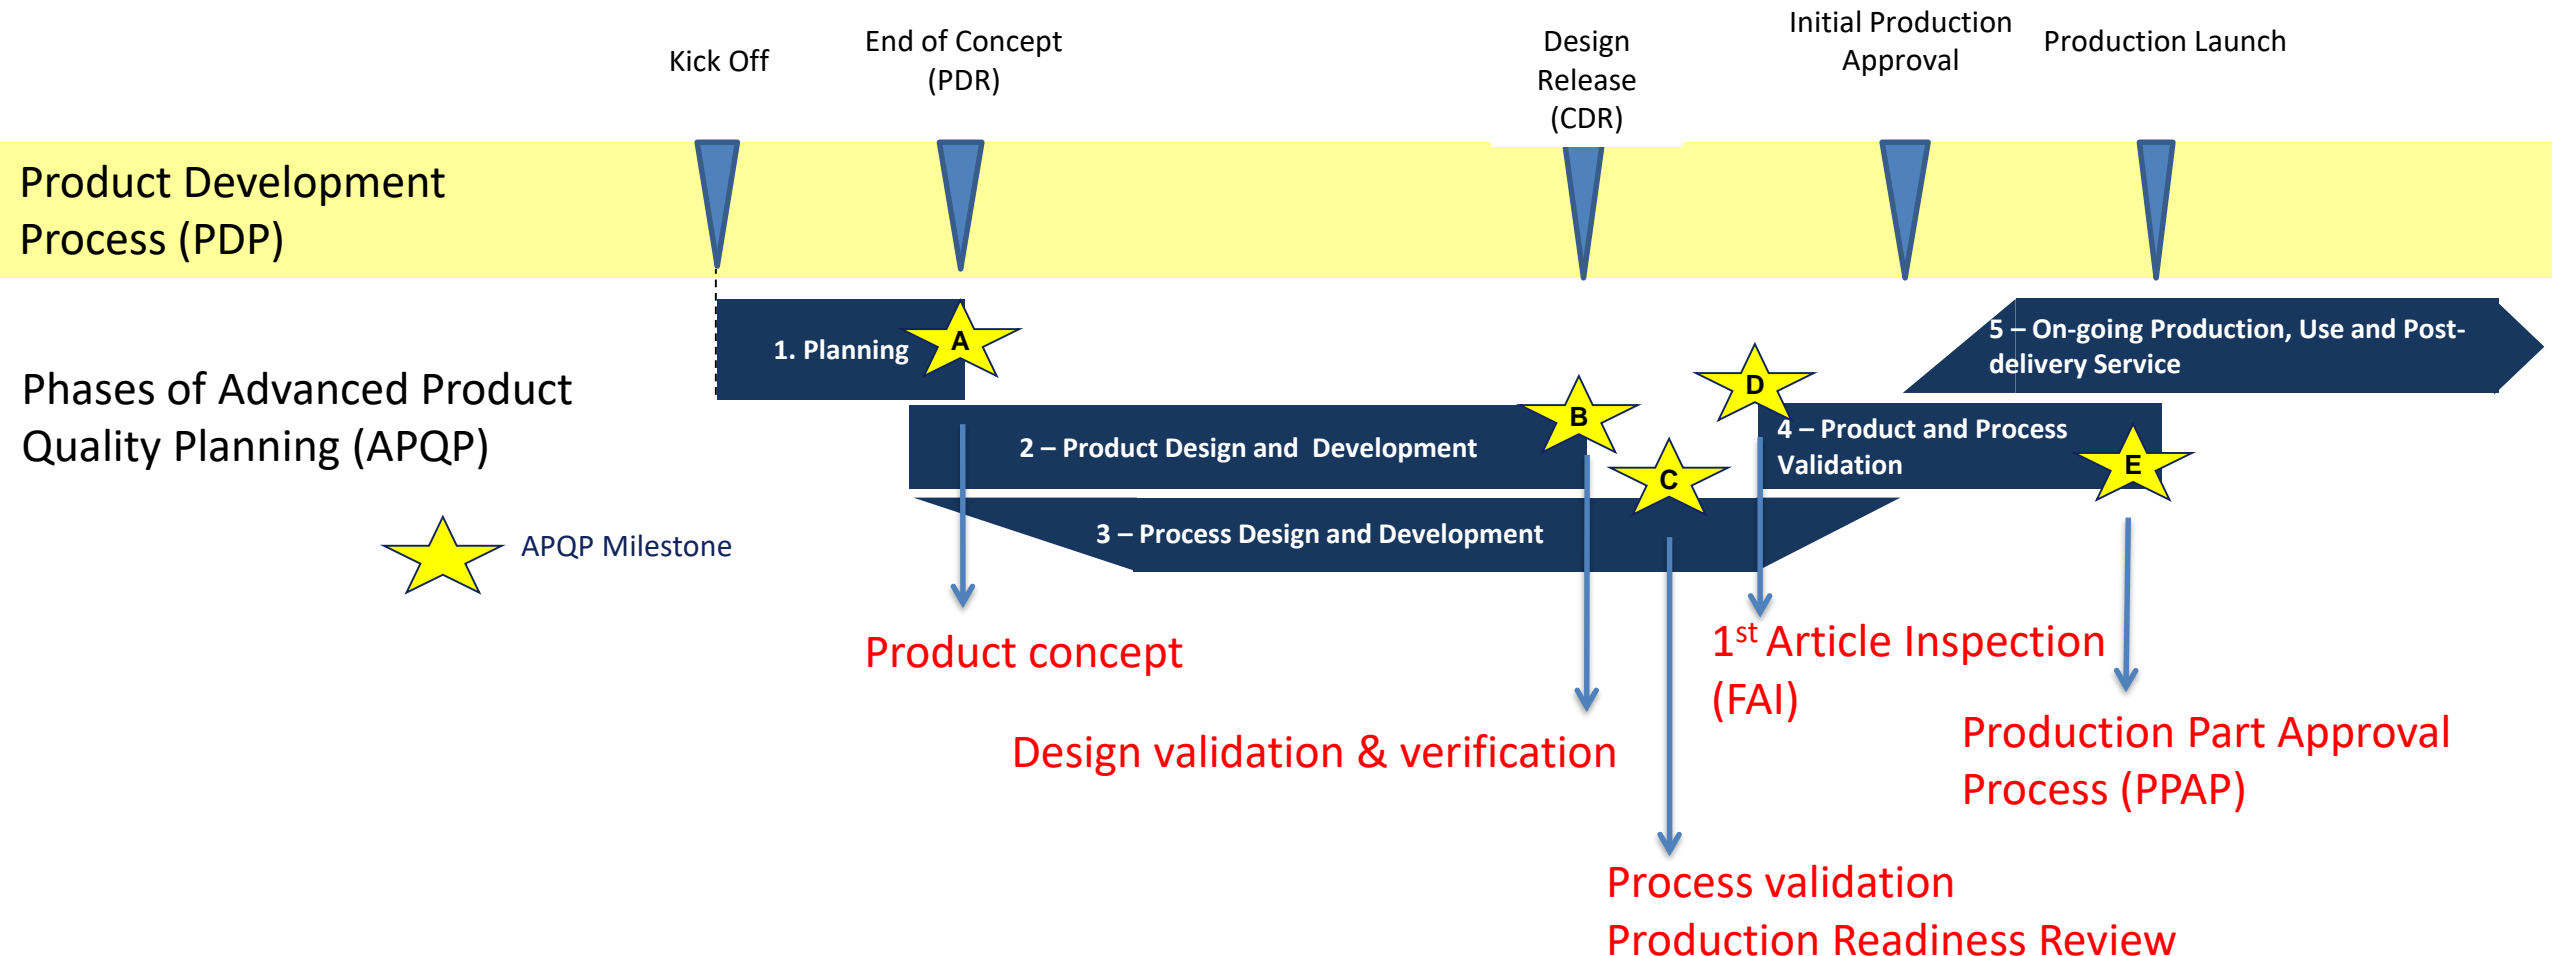 Kick Off
End of Concept
(PDR)
Design
Release
(CDR)
Initial Production
Approval
Production Launch
Product Development
Process (PDP)
1. Planning
A
5 – On-going Production, Use and Post-
delivery Service
Phases of Advanced Product
Quality Planning (APQP)
2 – Product Design and Development
B
C
D
4 – Product and Process
Validation
E
3 – Process Design and Development
APQP Milestone
Product concept
1st Article Inspection
(FAI)
Design validation & verification
Production Part Approval
Process (PPAP)
Process validation
Production Readiness Review